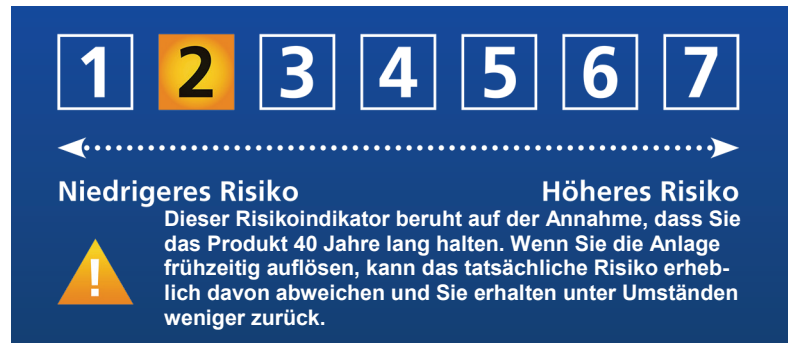 1 2 3 4 5 6 7
Niedrigeres Risiko Höheres Risiko
Dieser Risikoindikator beruht auf der Annahme, dass Sie
das Produkt 40 Jahre lang halten. Wenn Sie die Anlage
frühzeitig auflösen, kann das tatsächliche Risiko erheb-
lich davon abweichen und Sie erhalten unter Umständen
weniger zurück.
!